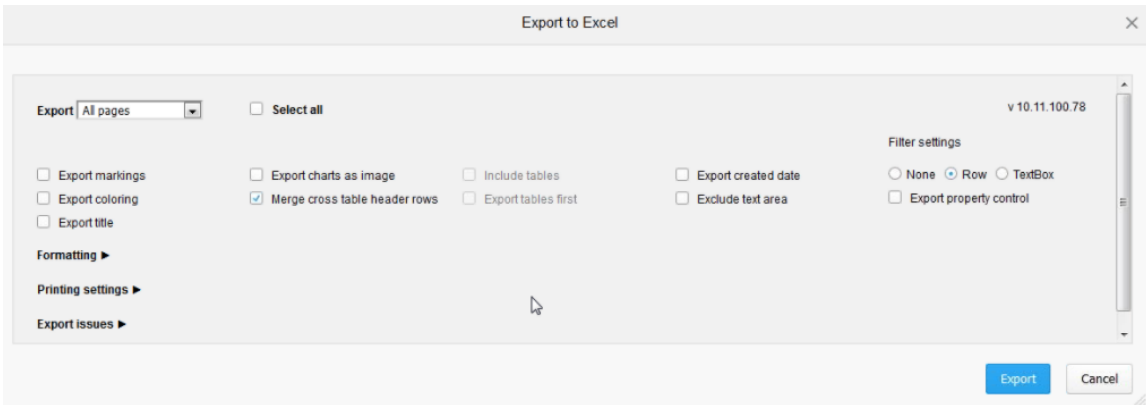 Export to Excel
Export All pages Select all v 10.11.100.78
Filter settings
Export markings Export charts as image Include tables Export created date None Row TextBox
Export coloring Merge cross table header rows Export tables first Exclude text area Export property control
Export title
Formatting
Printing settings
Export issues
Export Cancel